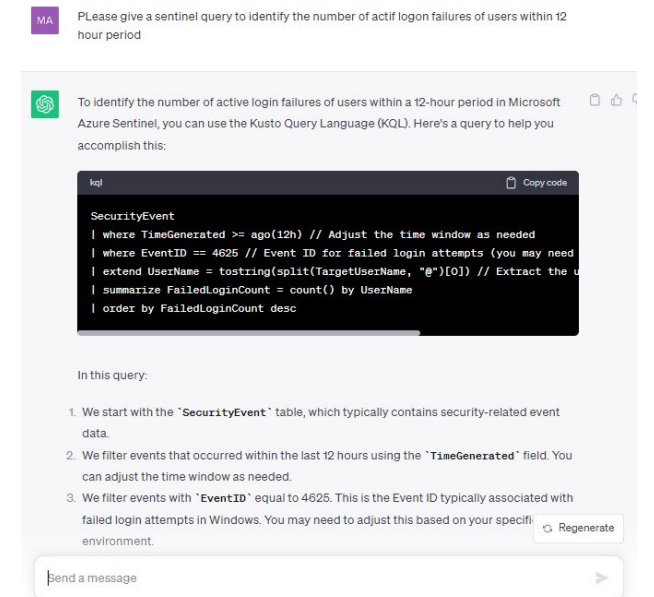 MA
PLease give a sentinel query to identify the number of actif logon failures of users within 12
hour period
To identify the number of active login failures of users within a 12-hour period in Microsoft
Azure Sentinel, you can use the Kusto Query Language (KQL). Here's a query to help you
accomplish this:
kql Copy code
SecurityEvent
| where TimeGenerated >= ago(12h) // Adjust the time window as needed
| where EventID == 4625 // Event ID for failed login attempts (you may need
| extend UserName = tostring(split(TargetUserName, "@")[0]) // Extract the u
| summarize FailedLoginCount = count() by UserName
| order by FailedLoginCount desc
In this query:
1. We start with the `SecurityEvent` table, which typically contains security-related event
data.
2. We filter events that occurred within the last 12 hours using the `TimeGenerated` field. You
can adjust the time window as needed.
3. We filter events with `EventID` equal to 4625. This is the Event ID typically associated with
failed login attempts in Windows. You may need to adjust this based on your specifi
environment.
Regenerate
Send a message